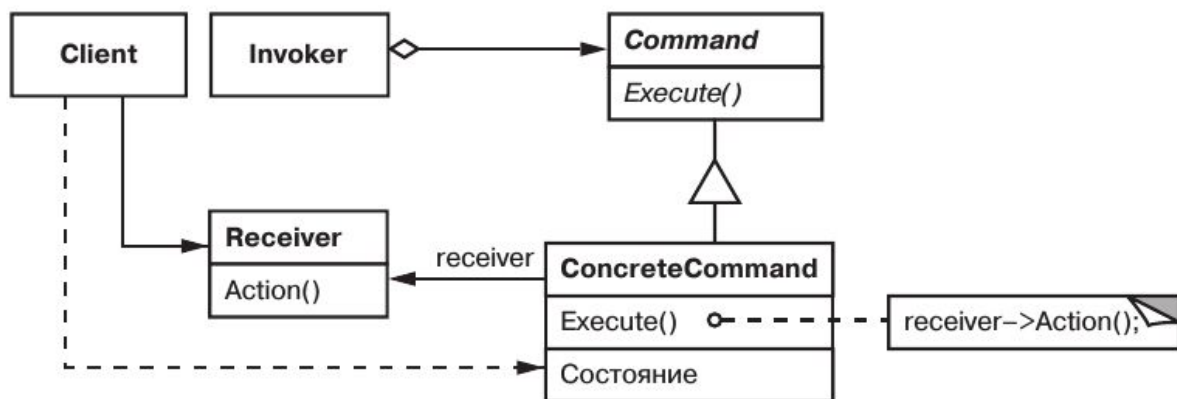 Client
Invoker
Command
Execute()
Receiver
Action()
receiver
ConcreteCommand
Execute()
receiver–>Action();
Состояние